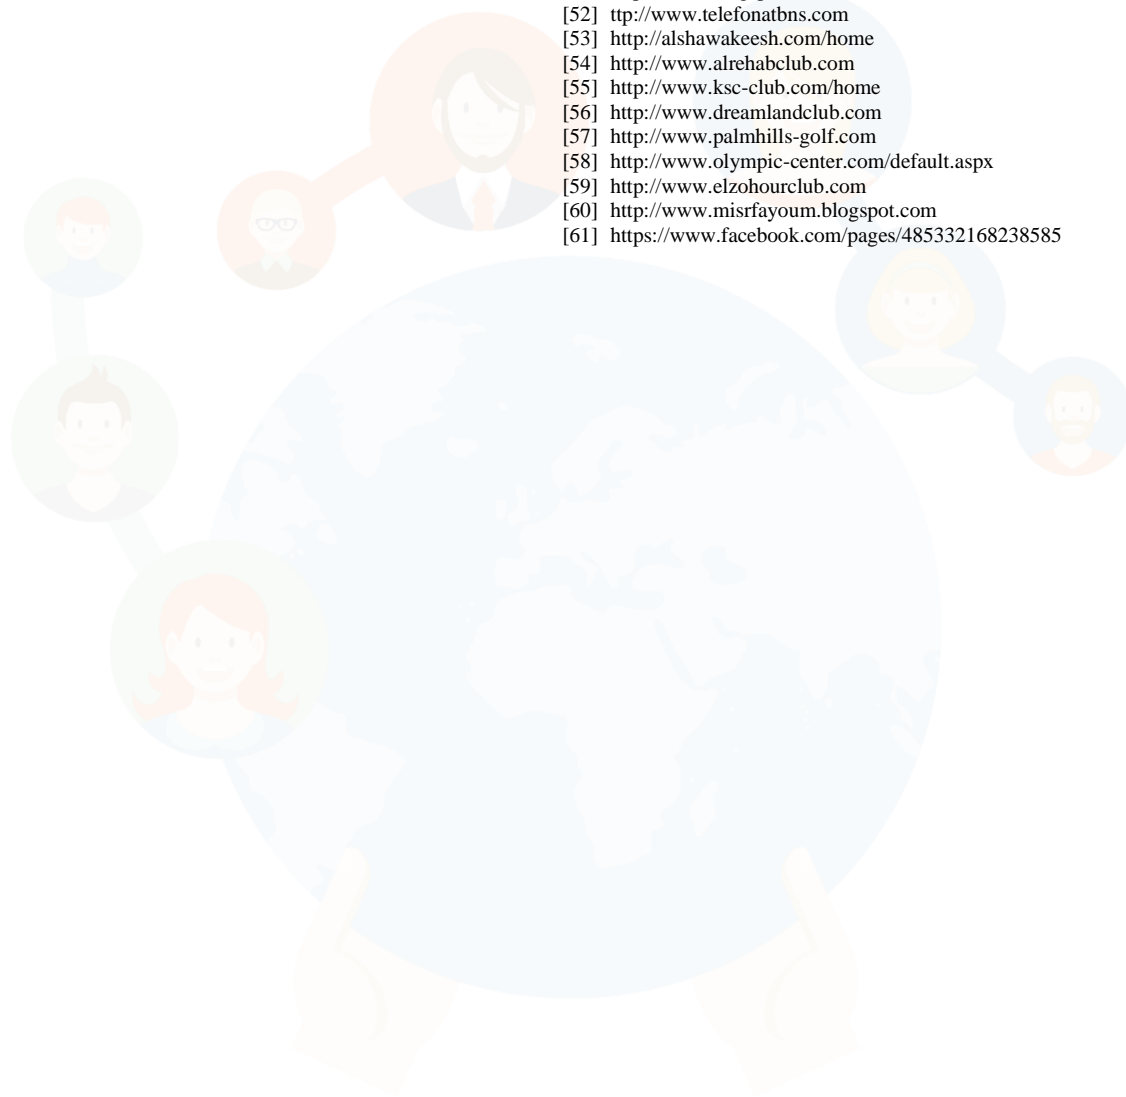 [52] ttp://www.telefonatbns.com
[53] http://alshawakeesh.com/home
[54] http://www.alrehabclub.com
[55] http://www.ksc-club.com/home
[56] http://www.dreamlandclub.com
[57] http://www.palmhills-golf.com
[58] http://www.olympic-center.com/default.aspx
[59] http://www.elzohourclub.com
[60] http://www.misrfayoum.blogspot.com
[61] https://www.facebook.com/pages/485332168238585